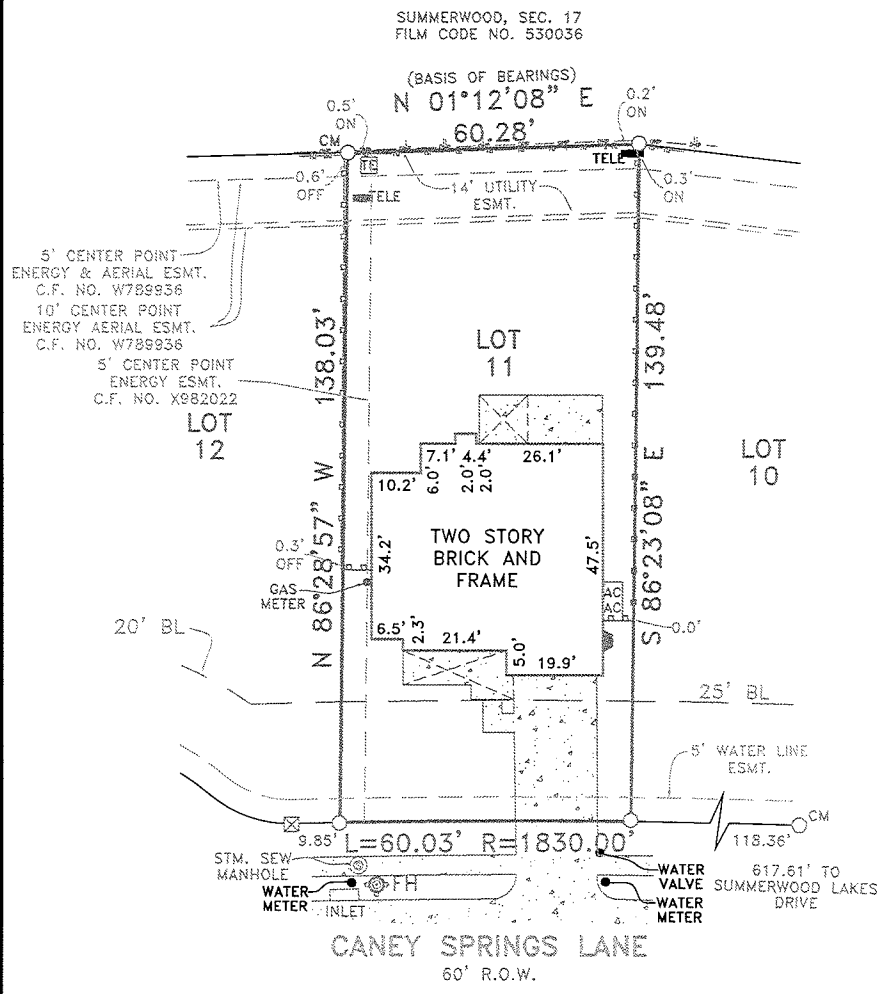 SUMMERWOOD, SEC. 17
FILM CODE NO. 530036
(BASIS OF BEARINGS)
N 01°12'08" E
60.28'
0.5'
ON
0.2'
ON
CM
TE
TELE
0.6'
OFF
TELE
0.3'
ON
14' UTILITY
ESMT.
5' CENTER POINT
ENERGY & AERIAL ESMT.
C.F. NO. W789936
10' CENTER POINT
ENERGY AERIAL ESMT.
C.F. NO. W789936
5' CENTER POINT
ENERGY ESMT.
C.F. NO. X982022
LOT
12
LOT
11
LOT
10
N 86°28'57" W 138.03'
S 86°23'08" E 139.48'
7.1'
4.4'
26.1'
10.2'
6.0'
2.0'
2.0'
34.2'
TWO STORY
BRICK AND
FRAME
47.5'
0.3'
OFF
GAS
METER
AC
AC
0.0'
6.5'
2.3'
21.4'
5.0'
19.9'
20' BL
25' BL
5' WATER LINE
ESMT.
CM
9.85'
L=60.03' R=1830.00'
118.36'
STM. SEW
MANHOLE
WATER
METER
FH
INLET
WATER
VALVE
WATER
METER
617.61' TO
SUMMERWOOD LAKES
DRIVE
CANEY SPRINGS LANE
60' R.O.W.